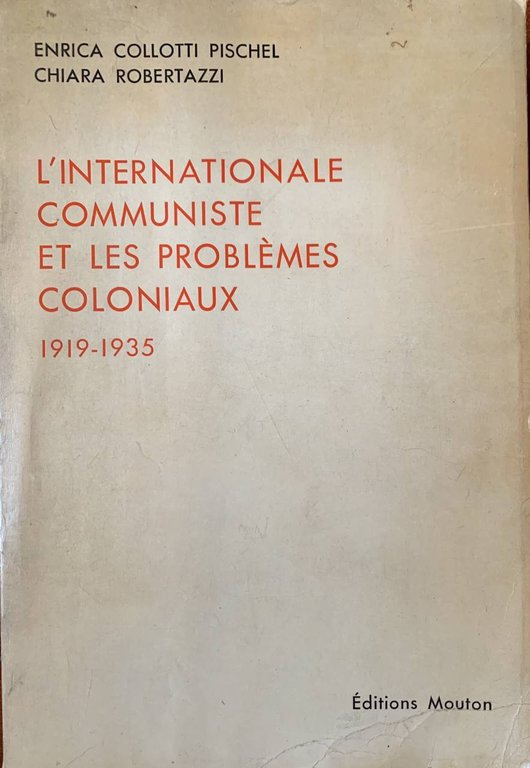 ENRICA COLLOTTI PISCHEL
CHIARA ROBERTAZZI
L'INTERNATIONALE
COMMUNISTE
ET LES PROBLÈMES
COLONIAUX
1919-1935
Éditions Mouton